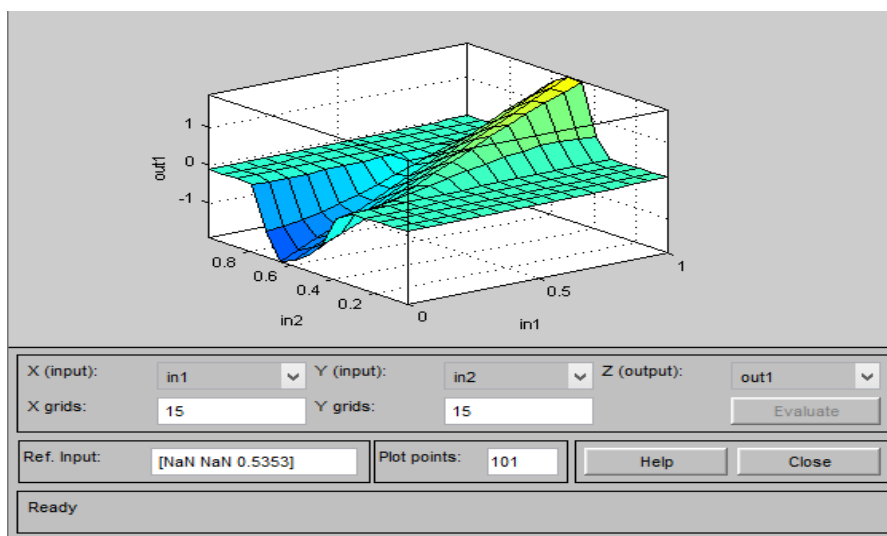 1
0
-1
out1
0.8
0.6
0.4
0.2
in2
0
0.5
1
in1
X (input): in1 Y (input): in2 Z (output): out1
X grids: 15 Y grids: 15 Evaluate
Ref. Input: [NaN NaN 0.5353] Plot points: 101 Help Close
Ready